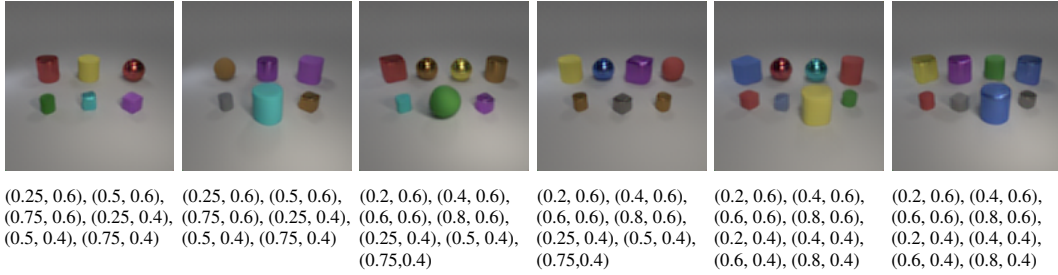 (0.25, 0.6), (0.5, 0.6),
(0.75, 0.6), (0.25, 0.4),
(0.5, 0.4), (0.75, 0.4)
(0.25, 0.6), (0.5, 0.6),
(0.75, 0.6), (0.25, 0.4),
(0.5, 0.4), (0.75, 0.4)
(0.2, 0.6), (0.4, 0.6),
(0.6, 0.6), (0.8, 0.6),
(0.25, 0.4), (0.5, 0.4),
(0.75,0.4)
(0.2, 0.6), (0.4, 0.6),
(0.6, 0.6), (0.8, 0.6),
(0.25, 0.4), (0.5, 0.4),
(0.75,0.4)
(0.2, 0.6), (0.4, 0.6),
(0.6, 0.6), (0.8, 0.6),
(0.2, 0.4), (0.4, 0.4),
(0.6, 0.4), (0.8, 0.4)
(0.2, 0.6), (0.4, 0.6),
(0.6, 0.6), (0.8, 0.6),
(0.2, 0.4), (0.4, 0.4),
(0.6, 0.4), (0.8, 0.4)